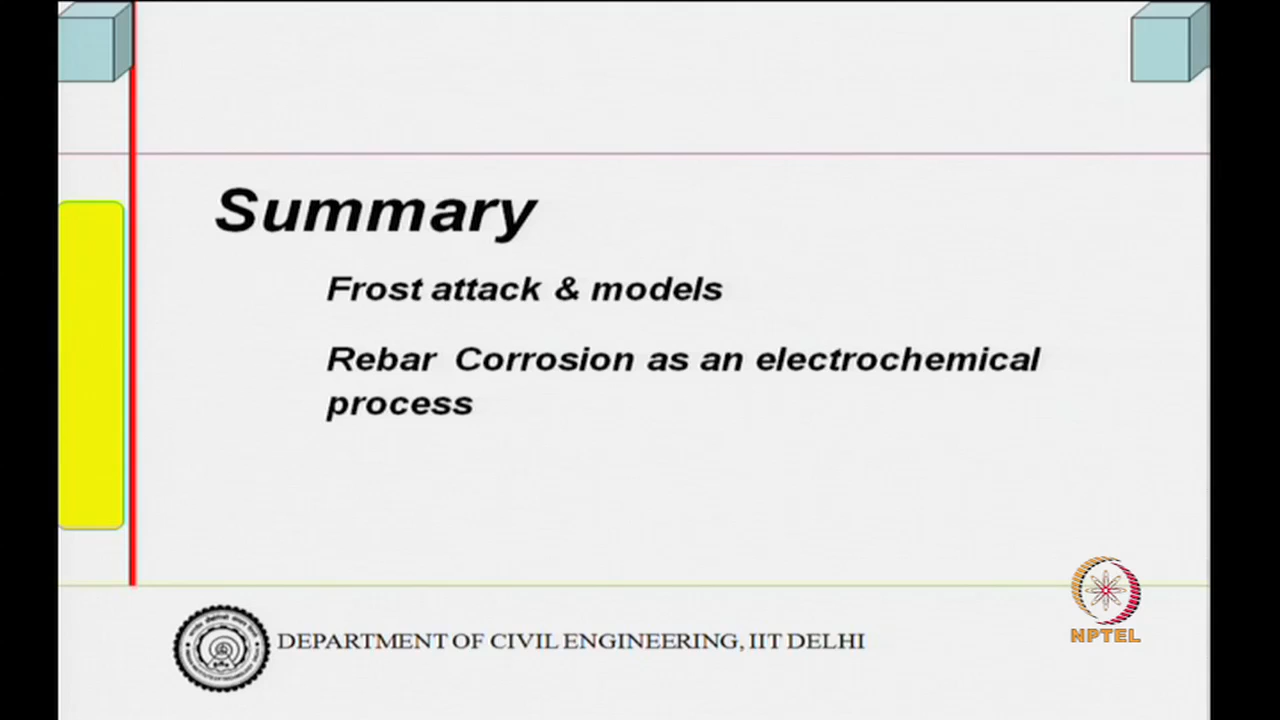 Summary
Frost attack & models
Rebar Corrosion as an electrochemical
process
DEPARTMENT OF CIVIL ENGINEERING, IIT DELHI
NPTEL